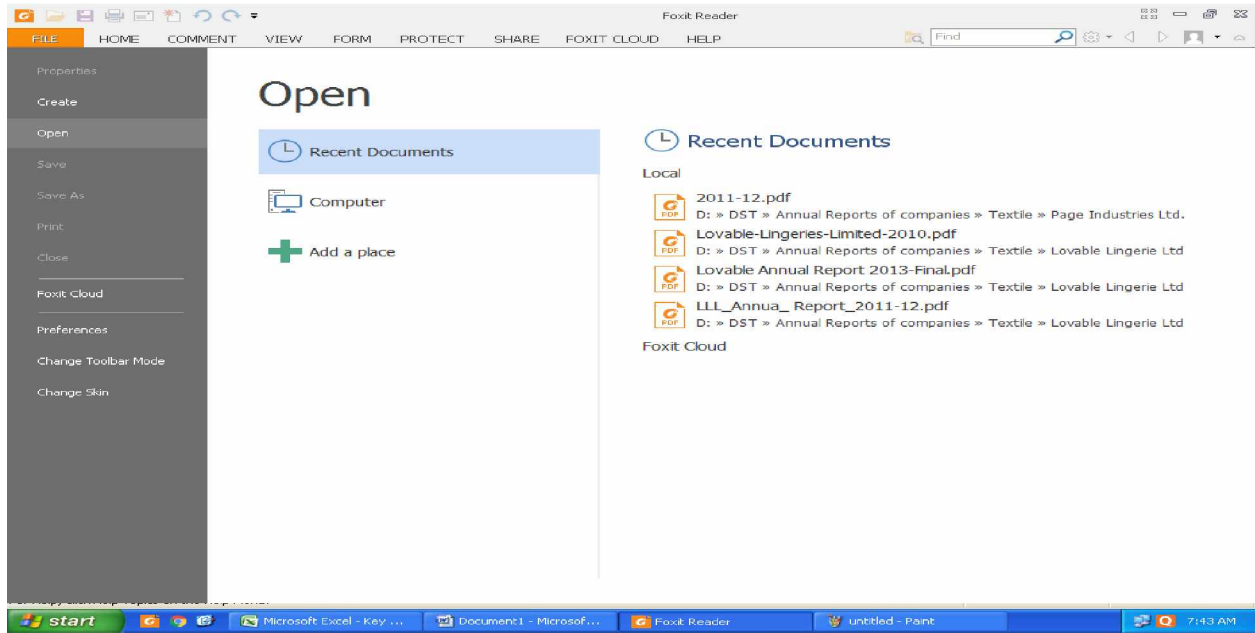 Foxit Reader
FILE HOME COMMENT VIEW FORM PROTECT SHARE FOXIT CLOUD HELP Find
Properties
Create
Open
Save
Save As
Print
Close
Foxit Cloud
Preferences
Change Toolbar Mode
Change Skin
Open
Recent Documents
Computer
Add a place
Recent Documents
Local
2011-12.pdf
D: » DST » Annual Reports of companies » Textile » Page Industries Ltd.
Lovable-Lingeries-Limited-2010.pdf
D: » DST » Annual Reports of companies » Textile » Lovable Lingerie Ltd
Lovable Annual Report 2013-Final.pdf
D: » DST » Annual Reports of companies » Textile » Lovable Lingerie Ltd
LLL_Annua_ Report_2011-12.pdf
D: » DST » Annual Reports of companies » Textile » Lovable Lingerie Ltd
Foxit Cloud
start Microsoft Excel - Key ... Document1 - Microsof... Foxit Reader untitled - Paint 7:43 AM